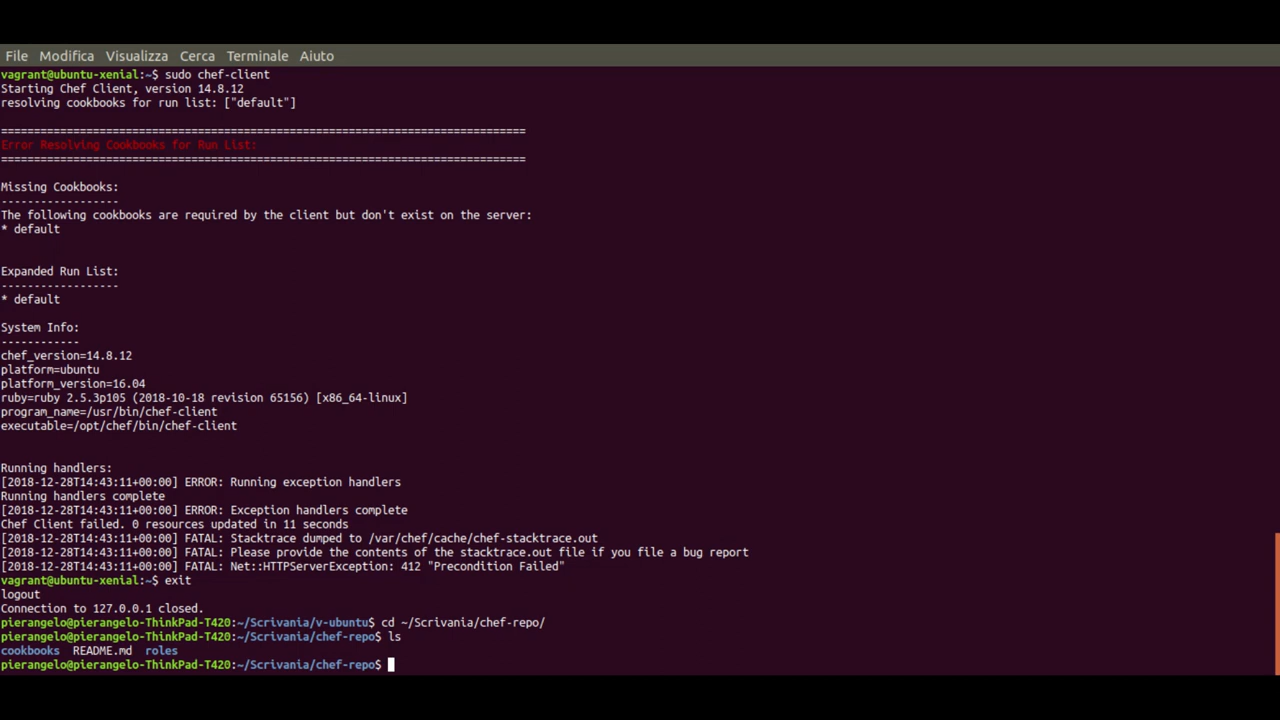 File Modifica Visualizza Cerca Terminale Aiuto
vagrant@ubuntu-xenial:~$ sudo chef-client
Starting Chef Client, version 14.8.12
resolving cookbooks for run list: ["default"]
================================================================================
Error Resolving Cookbooks for Run List:
================================================================================
Missing Cookbooks:
------------------
The following cookbooks are required by the client but don't exist on the server:
* default
Expanded Run List:
------------------
* default
System Info:
------------
chef_version=14.8.12
platform=ubuntu
platform_version=16.04
ruby=ruby 2.5.3p105 (2018-10-18 revision 65156) [x86_64-linux]
program_name=/usr/bin/chef-client
executable=/opt/chef/bin/chef-client
Running handlers:
[2018-12-28T14:43:11+00:00] ERROR: Running exception handlers
Running handlers complete
[2018-12-28T14:43:11+00:00] ERROR: Exception handlers complete
Chef Client failed. 0 resources updated in 11 seconds
[2018-12-28T14:43:11+00:00] FATAL: Stacktrace dumped to /var/chef/cache/chef-stacktrace.out
[2018-12-28T14:43:11+00:00] FATAL: Please provide the contents of the stacktrace.out file if you file a bug report
[2018-12-28T14:43:11+00:00] FATAL: Net::HTTPServerException: 412 "Precondition Failed"
vagrant@ubuntu-xenial:~$ exit
logout
Connection to 127.0.0.1 closed.
pierangelo@pierangelo-ThinkPad-T420:~/Scrivania/v-ubuntu$ cd ~/Scrivania/chef-repo/
pierangelo@pierangelo-ThinkPad-T420:~/Scrivania/chef-repo$ ls
cookbooks README.md roles
pierangelo@pierangelo-ThinkPad-T420:~/Scrivania/chef-repo$